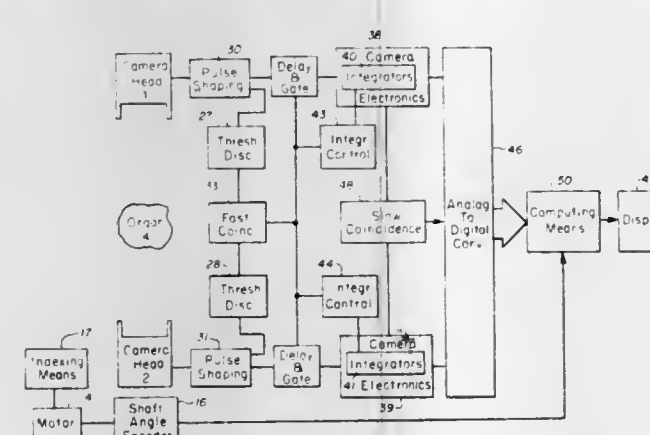 30
38
Camera
Head
1
Pulse
Shaping
Delay
&
Gate
40
Camera
Integrators
Electronics
27
43
Thresh
Disc
Integr
Control
46
33
48
50
Organ
4
Fast
Coinc
Slow
Coincidence
Analog
To
Digital
Conv
Computing
Means
28
44
Thresh
Disc
Integr
Control
17
31
Indexing
Means
Camera
Head
2
Pulse
Shaping
Delay
&
Gate
Camera
Integrators
41 Electronics
4
16
39
Motor
Shaft
Angle